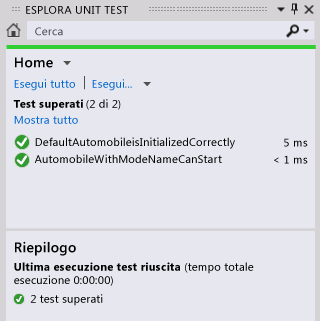 ESPLORA UNIT TEST
Cerca
Home
Esegui tutto | Esegui...
Test superati (2 di 2)
Mostra tutto
DefaultAutomobileisInitializedCorrectly 5 ms
AutomobileWithModeNameCanStart < 1 ms
Riepilogo
Ultima esecuzione test riuscita (tempo totale
esecuzione 0:00:00)
2 test superati